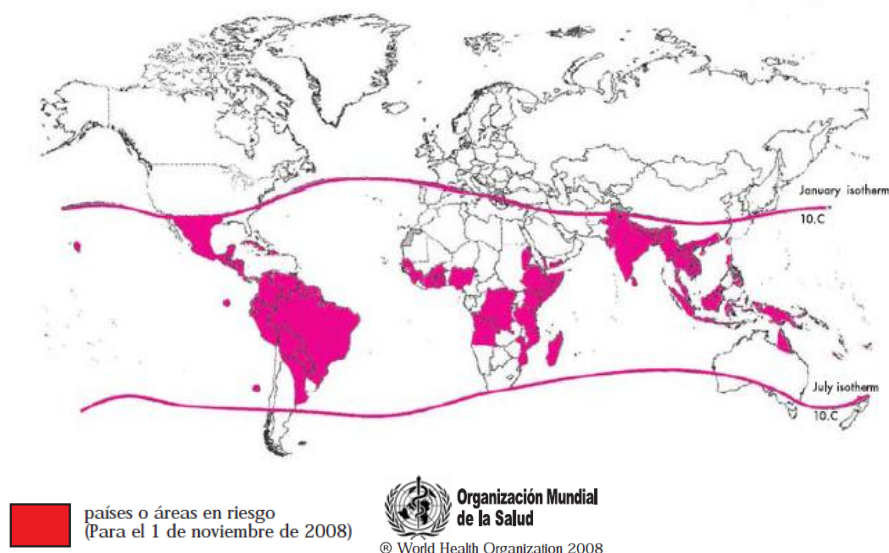 January isotherm
10.C
July isotherm
10.C
países o áreas en riesgo
(Para el 1 de noviembre de 2008)
Organización Mundial
de la Salud
® World Health Organization 2008